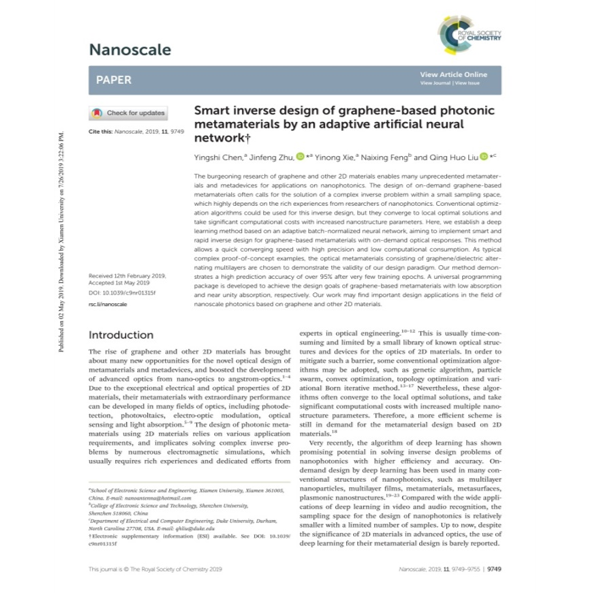 ROYAL SOCIETY
OF CHEMISTRY
Nanoscale
PAPER
View Article Online
View Journal | View Issue
Check for updates
Cite this: Nanoscale, 2019, 11, 9749
Smart inverse design of graphene-based photonic
metamaterials by an adaptive artificial neural
network†
Yingshi Chen,ᵃ Jinfeng Zhu, *ᵃ Yinong Xie,ᵃ Naixing Fengᵇ and Qing Huo Liu *ᶜ
The burgeoning research of graphene and other 2D materials enables many unprecedented metamater-
ials and metadevices for applications on nanophotonics. The design of on-demand graphene-based
metamaterials often calls for the solution of a complex inverse problem within a small sampling space,
which highly depends on the rich experiences from researchers of nanophotonics. Conventional optimiz-
ation algorithms could be used for this inverse design, but they converge to local optimal solutions and
take significant computational costs with increased nanostructure parameters. Here, we establish a deep
learning method based on an adaptive batch-normalized neural network, aiming to implement smart and
rapid inverse design for graphene-based metamaterials with on-demand optical responses. This method
allows a quick converging speed with high precision and low computational consumption. As typical
complex proof-of-concept examples, the optical metamaterials consisting of graphene/dielectric alter-
nating multilayers are chosen to demonstrate the validity of our design paradigm. Our method demon-
strates a high prediction accuracy of over 95% after very few training epochs. A universal programming
package is developed to achieve the design goals of graphene-based metamaterials with low absorption
and near unity absorption, respectively. Our work may find important design applications in the field of
nanoscale photonics based on graphene and other 2D materials.
Received 12th February 2019,
Accepted 1st May 2019
DOI: 10.1039/c9nr01315f
rsc.li/nanoscale
Published on 02 May 2019. Downloaded by Xiamen University on 7/26/2019 3:22:06 PM.
Introduction
The rise of graphene and other 2D materials has brought
about many new opportunities for the novel optical design of
metamaterials and metadevices, and boosted the development
of advanced optics from nano-optics to angstrom-optics.¹⁻⁴
Due to the exceptional electrical and optical properties of 2D
materials, their metamaterials with extraordinary performance
can be developed in many fields of optics, including photode-
tection, photovoltaics, electro-optic modulation, optical
sensing and light absorption.⁵⁻⁹ The design of photonic meta-
materials using 2D materials relies on various application
requirements, and implicates solving complex inverse pro-
blems by numerous electromagnetic simulations, which
usually requires rich experiences and dedicated efforts from
ᵃSchool of Electronic Science and Engineering, Xiamen University, Xiamen 361005,
China. E-mail: nanoantenna@hotmail.com
ᵇCollege of Electronic Science and Technology, Shenzhen University,
Shenzhen 518060, China
ᶜDepartment of Electrical and Computer Engineering, Duke University, Durham,
North Carolina 27708, USA. E-mail: qhliu@duke.edu
†Electronic supplementary information (ESI) available. See DOI: 10.1039/
c9nr01315f
experts in optical engineering.¹⁰⁻¹² This is usually time-con-
suming and limited by a small library of known optical struc-
tures and devices for the optics of 2D materials. In order to
mitigate such a barrier, some conventional optimization algor-
ithms may be adopted, such as genetic algorithm, particle
swarm, convex optimization, topology optimization and vari-
ational Born iterative method.¹³⁻¹⁷ Nevertheless, these algor-
ithms often converge to the local optimal solutions, and take
significant computational costs with increased multiple nano-
structure parameters. Therefore, a more efficient scheme is
still in demand for the metamaterial design based on 2D
materials.¹⁸
Very recently, the algorithm of deep learning has shown
promising potential in solving inverse design problems of
nanophotonics with higher efficiency and accuracy. On-
demand design by deep learning has been used in many con-
ventional structures of nanophotonics, such as multilayer
nanoparticles, multilayer films, metamaterials, metasurfaces,
plasmonic nanostructures.¹⁹⁻²³ Compared with the wide appli-
cations of deep learning in video and audio recognition, the
sampling space for the design of nanophotonics is relatively
smaller with a limited number of samples. Up to now, despite
the significance of 2D materials in advanced optics, the use of
deep learning for their metamaterial design is barely reported.
This journal is © The Royal Society of Chemistry 2019
Nanoscale, 2019, 11, 9749–9755 | 9749